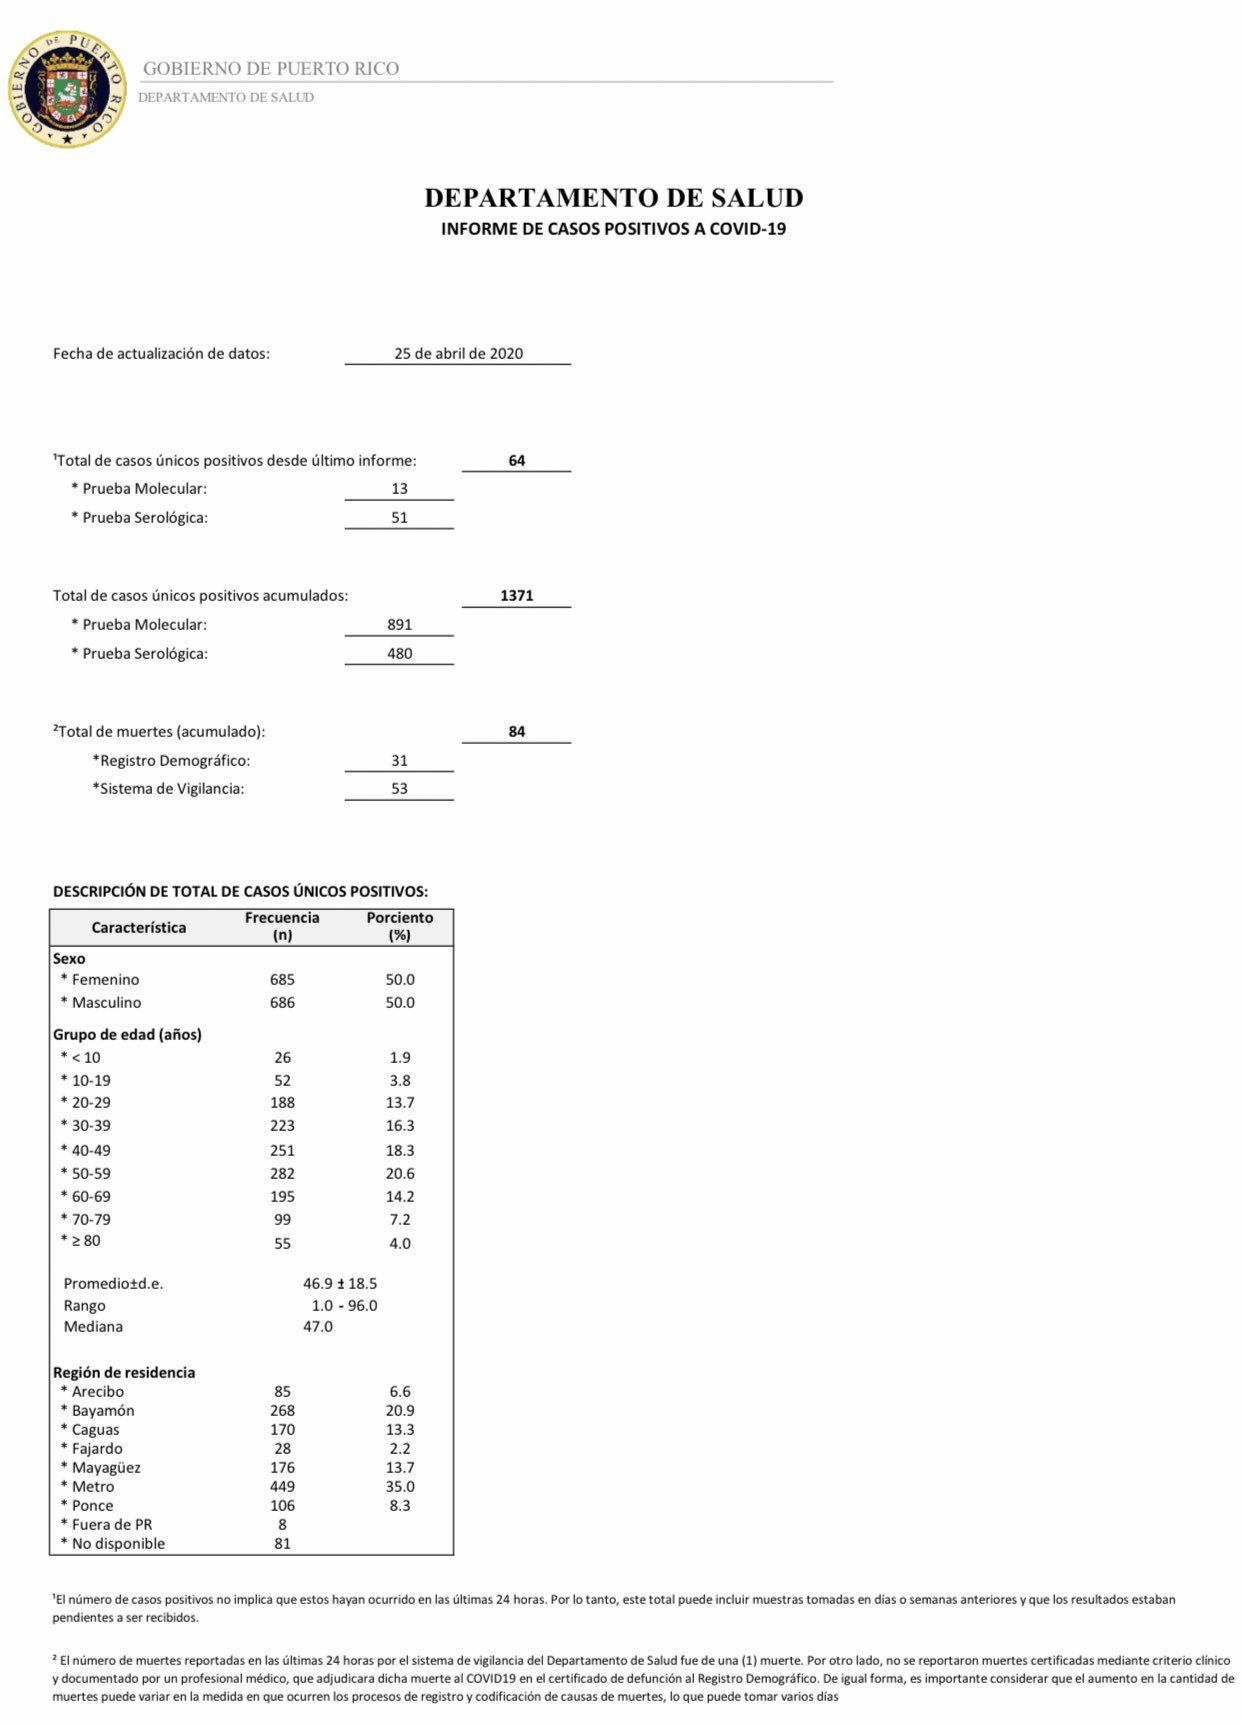 GOBIERNO DE PUERTO RICO
GOBIERNO DE PUERTO RICO
DEPARTAMENTO DE SALUD
DEPARTAMENTO DE SALUD
INFORME DE CASOS POSITIVOS A COVID-19
Fecha de actualización de datos: 25 de abril de 2020
¹Total de casos únicos positivos desde último informe: 64
* Prueba Molecular: 13
* Prueba Serológica: 51
Total de casos únicos positivos acumulados: 1371
* Prueba Molecular: 891
* Prueba Serológica: 480
²Total de muertes (acumulado): 84
*Registro Demográfico: 31
*Sistema de Vigilancia: 53
DESCRIPCIÓN DE TOTAL DE CASOS ÚNICOS POSITIVOS:
Característica Frecuencia (n) Porciento (%)
Sexo
* Femenino 685 50.0
* Masculino 686 50.0
Grupo de edad (años)
* < 10 26 1.9
* 10-19 52 3.8
* 20-29 188 13.7
* 30-39 223 16.3
* 40-49 251 18.3
* 50-59 282 20.6
* 60-69 195 14.2
* 70-79 99 7.2
* ≥ 80 55 4.0
Promedio±d.e. 46.9 ± 18.5
Rango 1.0 - 96.0
Mediana 47.0
Región de residencia
* Arecibo 85 6.6
* Bayamón 268 20.9
* Caguas 170 13.3
* Fajardo 28 2.2
* Mayagüez 176 13.7
* Metro 449 35.0
* Ponce 106 8.3
* Fuera de PR 8
* No disponible 81
¹El número de casos positivos no implica que estos hayan ocurrido en las últimas 24 horas. Por lo tanto, este total puede incluir muestras tomadas en días o semanas anteriores y que los resultados estaban
pendientes a ser recibidos.
² El número de muertes reportadas en las últimas 24 horas por el sistema de vigilancia del Departamento de Salud fue de una (1) muerte. Por otro lado, no se reportaron muertes certificadas mediante criterio clínico
y documentado por un profesional médico, que adjudicara dicha muerte al COVID19 en el certificado de defunción al Registro Demográfico. De igual forma, es importante considerar que el aumento en la cantidad de
muertes puede variar en la medida en que ocurren los procesos de registro y codificación de causas de muertes, lo que puede tomar varios días